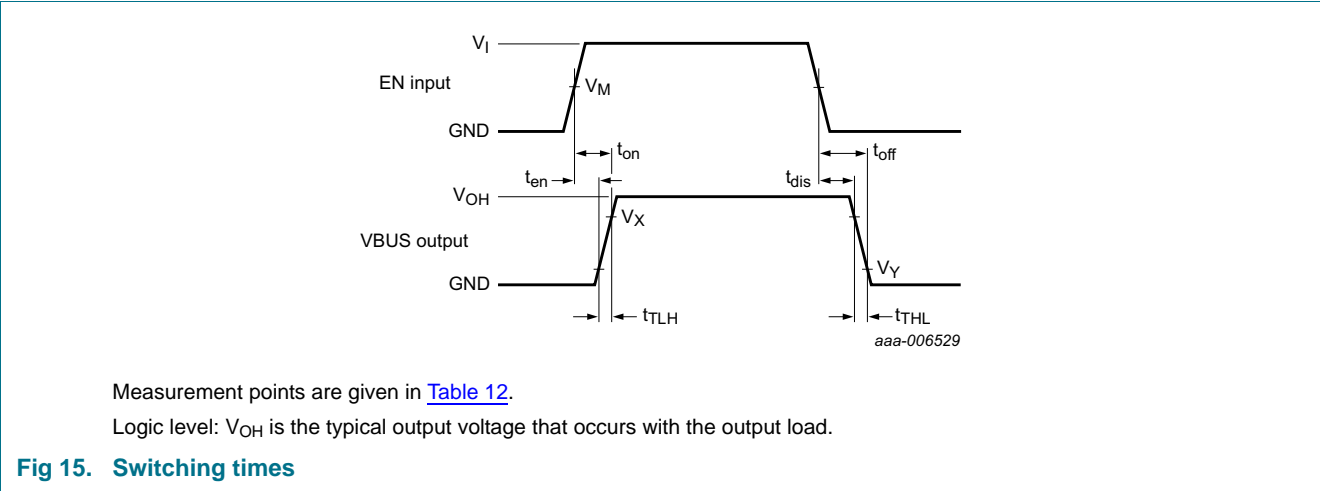 VI
EN input
VM
GND
ton
toff
ten
tdis
VOH
VX
VBUS output
VY
GND
tTLH
tTHL
aaa-006529
Measurement points are given in Table 12.
Logic level: VOH is the typical output voltage that occurs with the output load.
Fig 15. Switching times